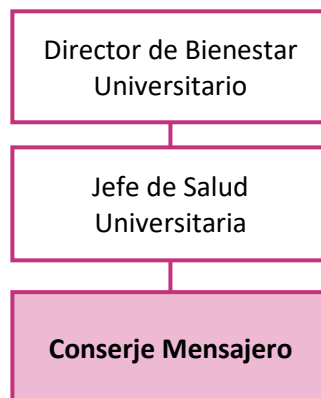 Director de Bienestar
Universitario
Jefe de Salud
Universitaria
Conserje Mensajero